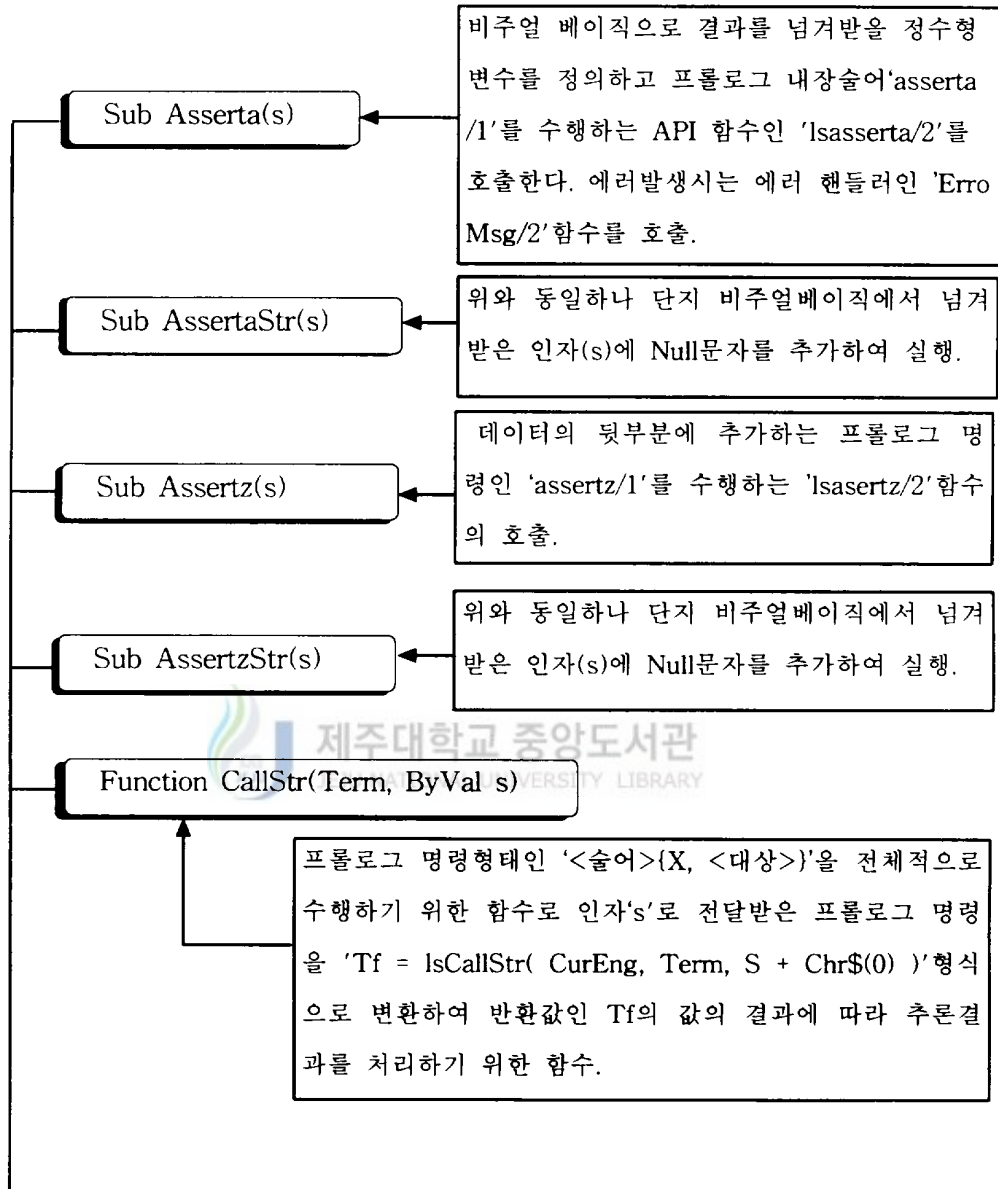 비주얼 베이직으로 결과를 넘겨받을 정수형
변수를 정의하고 프롤로그 내장술어'asserta
/1'를 수행하는 API 함수인 'lsasserta/2'를
호출한다. 에러발생시는 에러 핸들러인 'Erro
Msg/2'함수를 호출.
Sub Asserta(s)
위와 동일하나 단지 비주얼베이직에서 넘겨
받은 인자(s)에 Null문자를 추가하여 실행.
Sub AssertaStr(s)
데이터의 뒷부분에 추가하는 프롤로그 명
령인 'assertz/1'를 수행하는 'lsasertz/2'함수
의 호출.
Sub Assertz(s)
위와 동일하나 단지 비주얼베이직에서 넘겨
받은 인자(s)에 Null문자를 추가하여 실행.
Sub AssertzStr(s)
제주대학교 중앙도서관
JEJU NATIONAL UNIVERSITY LIBRARY
Function CallStr(Term, ByVal s)
프롤로그 명령형태인 '<술어>{X, <대상>}'을 전체적으로
수행하기 위한 함수로 인자's'로 전달받은 프롤로그 명령
을 'Tf = lsCallStr( CurEng, Term, S + Chr$(0) )'형식
으로 변환하여 반환값인 Tf의 값의 결과에 따라 추론결
과를 처리하기 위한 함수.